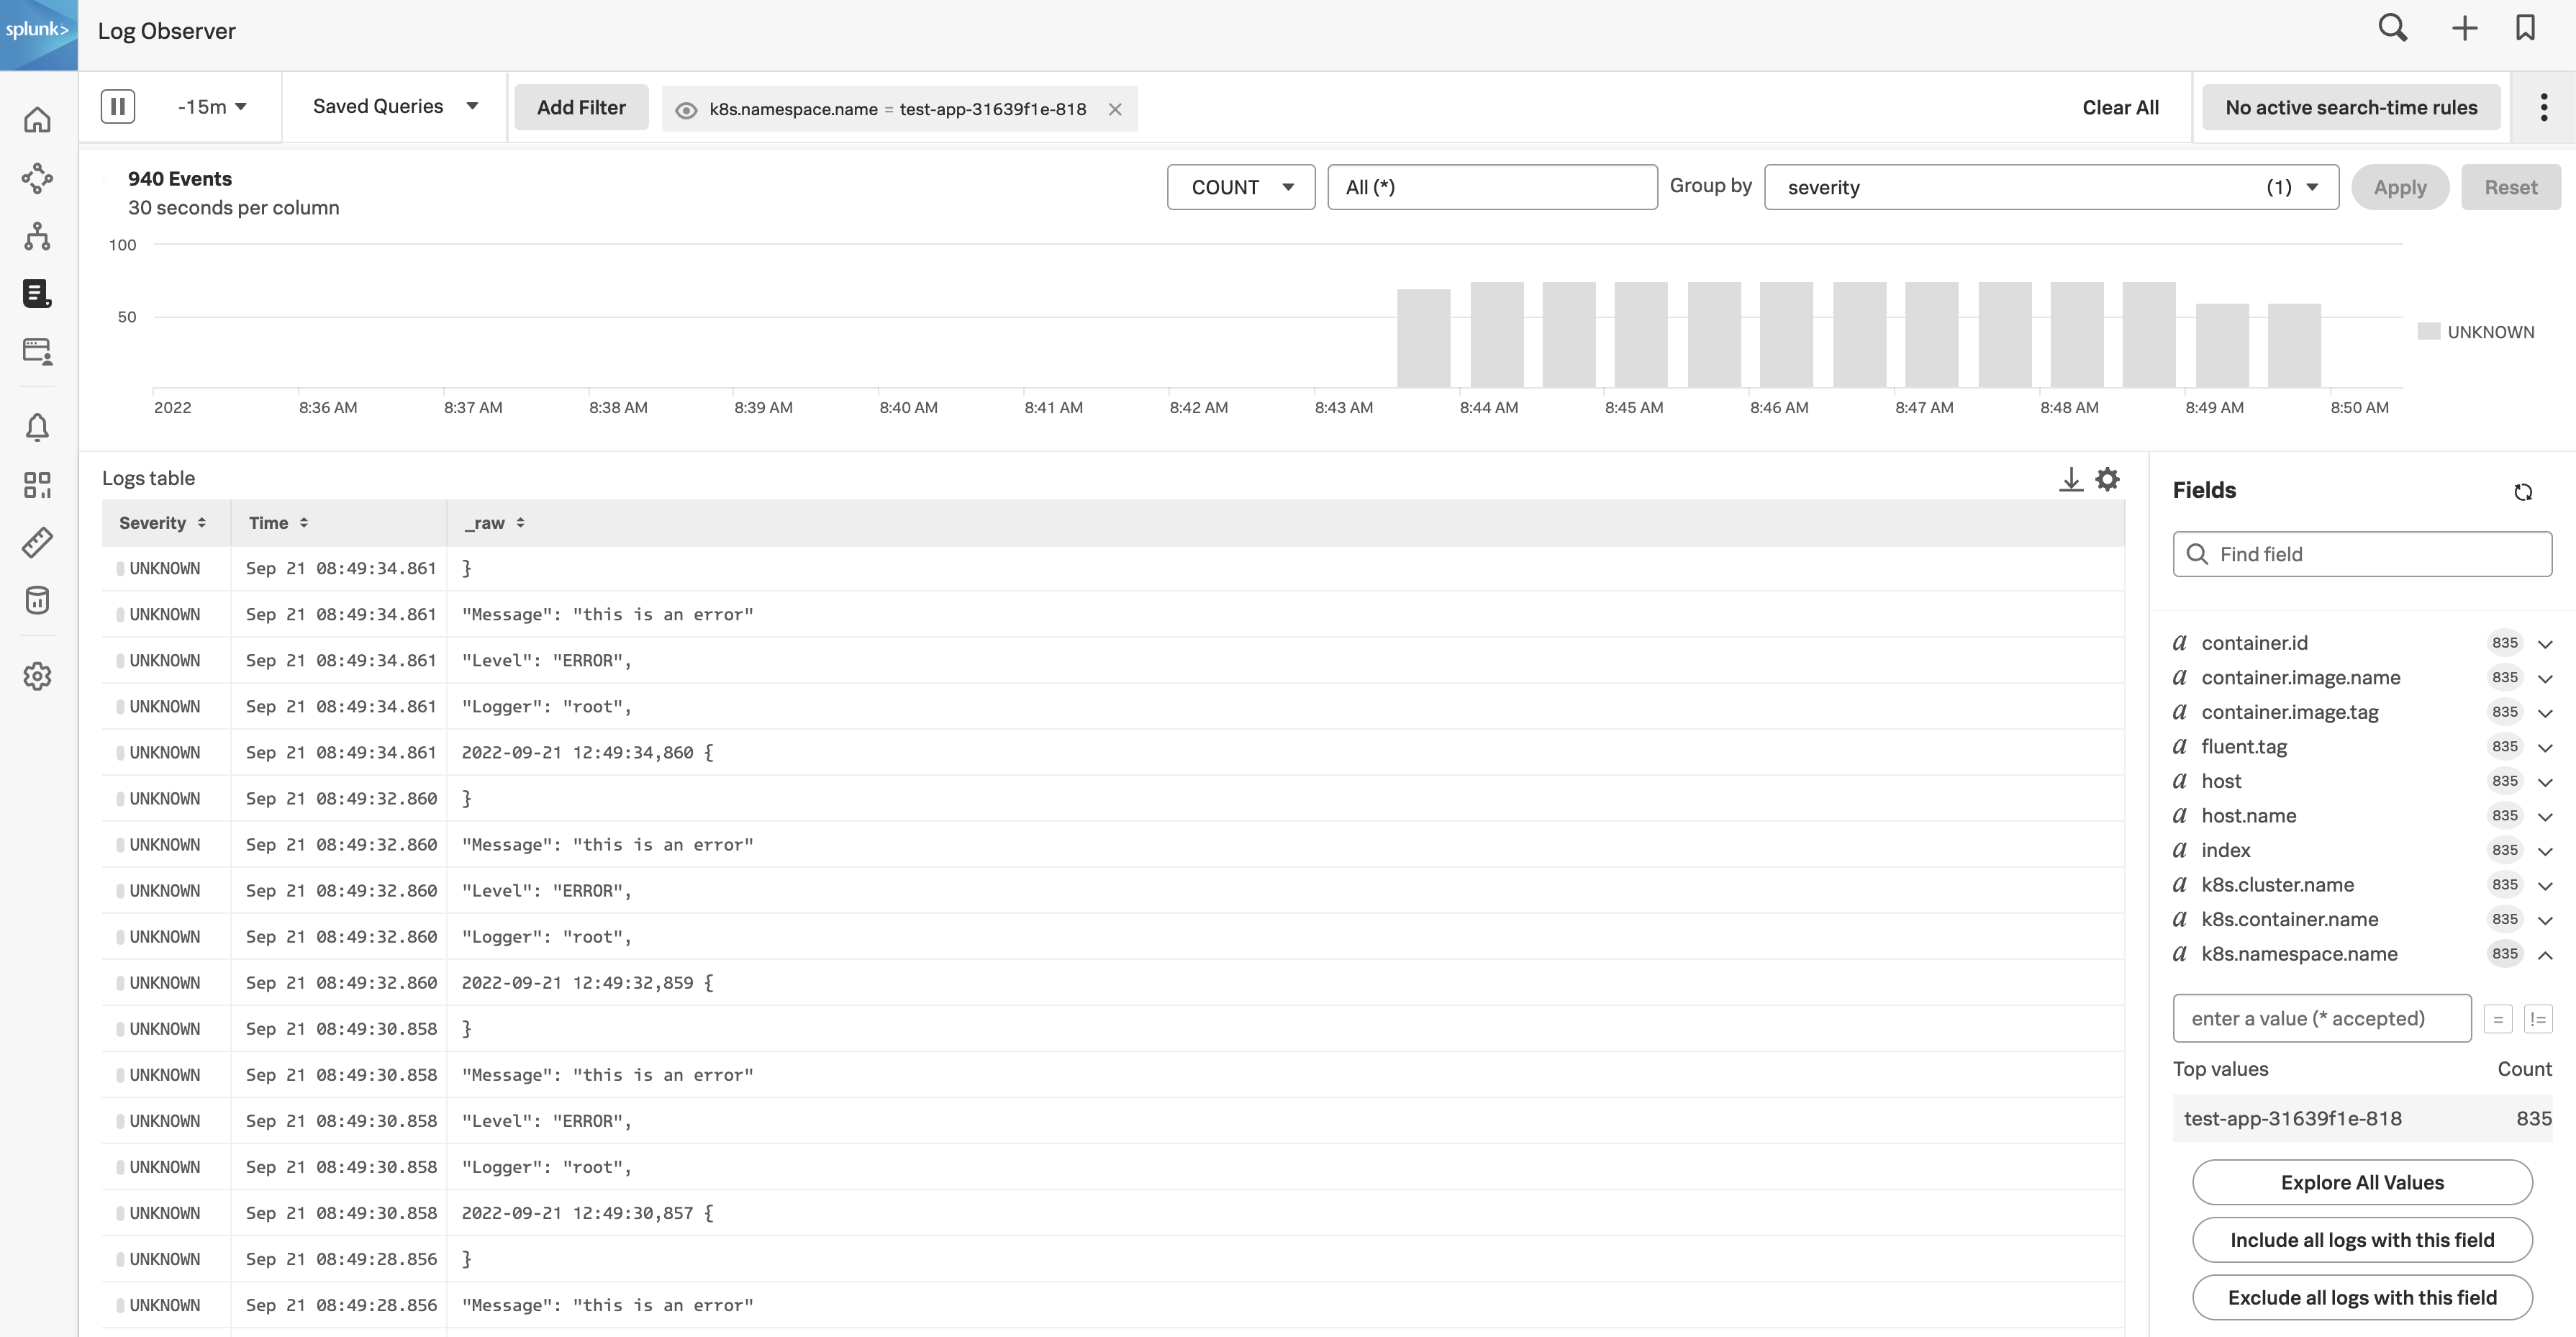 splunk> Log Observer
-15m Saved Queries Add Filter k8s.namespace.name = test-app-31639f1e-818 Clear All No active search-time rules
940 Events
30 seconds per column
COUNT All (*) Group by severity (1) Apply Reset
100
50
UNKNOWN
2022 8:36 AM 8:37 AM 8:38 AM 8:39 AM 8:40 AM 8:41 AM 8:42 AM 8:43 AM 8:44 AM 8:45 AM 8:46 AM 8:47 AM 8:48 AM 8:49 AM 8:50 AM
Logs table
Severity Time _raw
UNKNOWN Sep 21 08:49:34.861 }
UNKNOWN Sep 21 08:49:34.861 "Message": "this is an error"
UNKNOWN Sep 21 08:49:34.861 "Level": "ERROR",
UNKNOWN Sep 21 08:49:34.861 "Logger": "root",
UNKNOWN Sep 21 08:49:34.861 2022-09-21 12:49:34,860 {
UNKNOWN Sep 21 08:49:32.860 }
UNKNOWN Sep 21 08:49:32.860 "Message": "this is an error"
UNKNOWN Sep 21 08:49:32.860 "Level": "ERROR",
UNKNOWN Sep 21 08:49:32.860 "Logger": "root",
UNKNOWN Sep 21 08:49:32.860 2022-09-21 12:49:32,859 {
UNKNOWN Sep 21 08:49:30.858 }
UNKNOWN Sep 21 08:49:30.858 "Message": "this is an error"
UNKNOWN Sep 21 08:49:30.858 "Level": "ERROR",
UNKNOWN Sep 21 08:49:30.858 "Logger": "root",
UNKNOWN Sep 21 08:49:30.858 2022-09-21 12:49:30,857 {
UNKNOWN Sep 21 08:49:28.856 }
UNKNOWN Sep 21 08:49:28.856 "Message": "this is an error"
Fields
Find field
a container.id 835
a container.image.name 835
a container.image.tag 835
a fluent.tag 835
a host 835
a host.name 835
a index 835
a k8s.cluster.name 835
a k8s.container.name 835
a k8s.namespace.name 835
enter a value (* accepted) = !=
Top values Count
test-app-31639f1e-818 835
Explore All Values
Include all logs with this field
Exclude all logs with this field